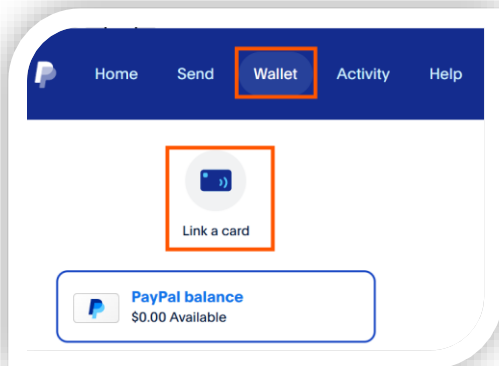 Home Send Wallet Activity Help
Link a card
PayPal balance
$0.00 Available